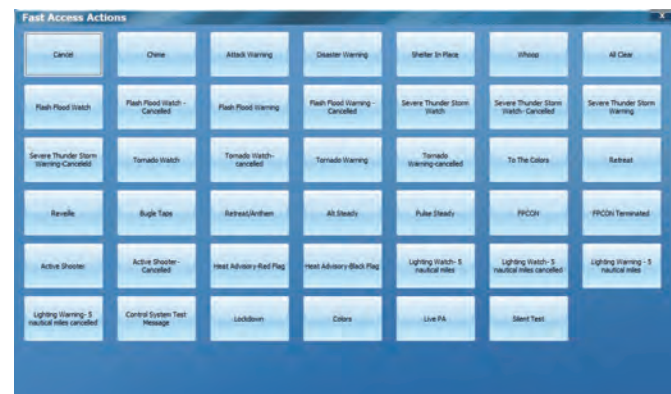 Fast Access Actions
X
Cancel
Chime
Attack Warning
Disaster Warning
Shelter In Place
Whoop
All Clear
Flash Flood Watch
Flash Flood Watch -
Cancelled
Flash Flood Warning
Flash Flood Warning -
Cancelled
Severe Thunder Storm
Watch
Severe Thunder Storm
Watch- Cancelled
Severe Thunder Storm
Warning
Severe Thunder Storm
Warning-Canceleld
Tornado Watch
Tornado Watch-
cancelled
Tornado Warning
Tornado
Warning-cancelled
To The Colors
Retreat
Reveille
Bugle Taps
Retreat/Anthem
Alt Steady
Pulse Steady
FPCON
FPCON Terminated
Active Shooter
Active Shooter-
Cancelled
Heat Advisory-Red Flag
Heat Advisory-Black Flag
Lighting Watch- 5
nautical miles
Lighting Watch- 5
nautical miles cancelled
Lighting Warning - 5
nautical miles
Lighting Warning- 5
nautical miles cancelled
Control System Test
Message
Lockdown
Colors
Live PA
Silent Test